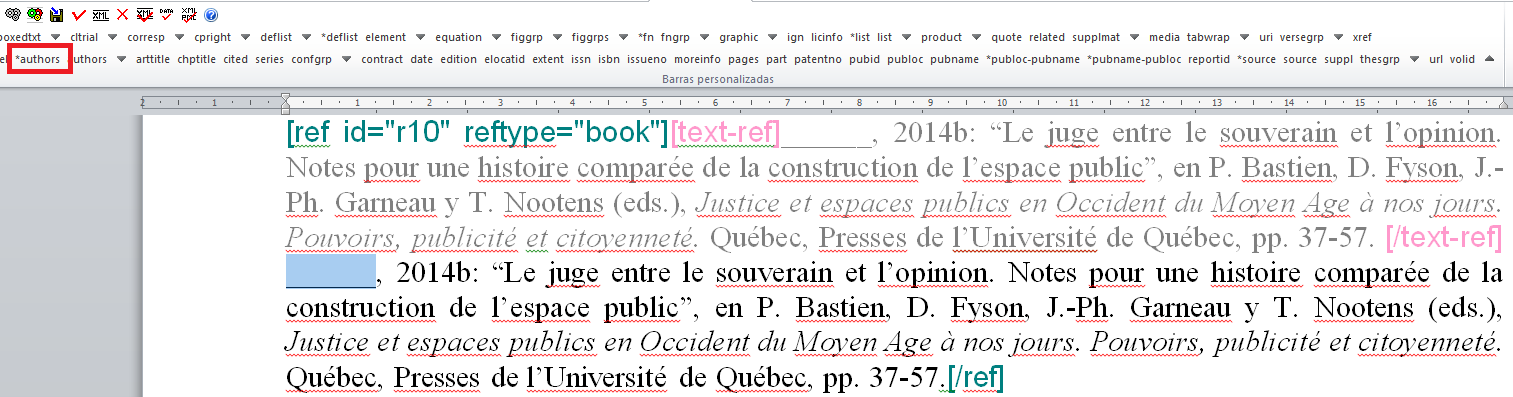 XML DATA XML
boxedtxt cltrial corresp cpright deflist *deflist element equation figgrp figgrps *fn fngrp graphic ign licinfo *list list product quote related supplmat media tabwrap uri versegrp xref
*authors authors arttitle chptitle cited series confgrp contract date edition elocatid extent issn isbn issueno moreinfo pages part patentno pubid publoc pubname *publoc-pubname *pubname-publoc reportid *source source suppl thesgrp url volid
Barras personalizadas
2 1 1 2 3 4 5 6 7 8 9 10 11 12 13 14 15 16
[ref id="r10" reftype="book"][text-ref]_______, 2014b: “Le juge entre le souverain et l’opinion.
Notes pour une histoire comparée de la construction de l’espace public”, en P. Bastien, D. Fyson, J.-
Ph. Garneau y T. Nootens (eds.), Justice et espaces publics en Occident du Moyen Age à nos jours.
Pouvoirs, publicité et citoyenneté. Québec, Presses de l’Université de Québec, pp. 37-57. [/text-ref]
_______, 2014b: “Le juge entre le souverain et l’opinion. Notes pour une histoire comparée de la
construction de l’espace public”, en P. Bastien, D. Fyson, J.-Ph. Garneau y T. Nootens (eds.),
Justice et espaces publics en Occident du Moyen Age à nos jours. Pouvoirs, publicité et citoyenneté.
Québec, Presses de l’Université de Québec, pp. 37-57.[/ref]